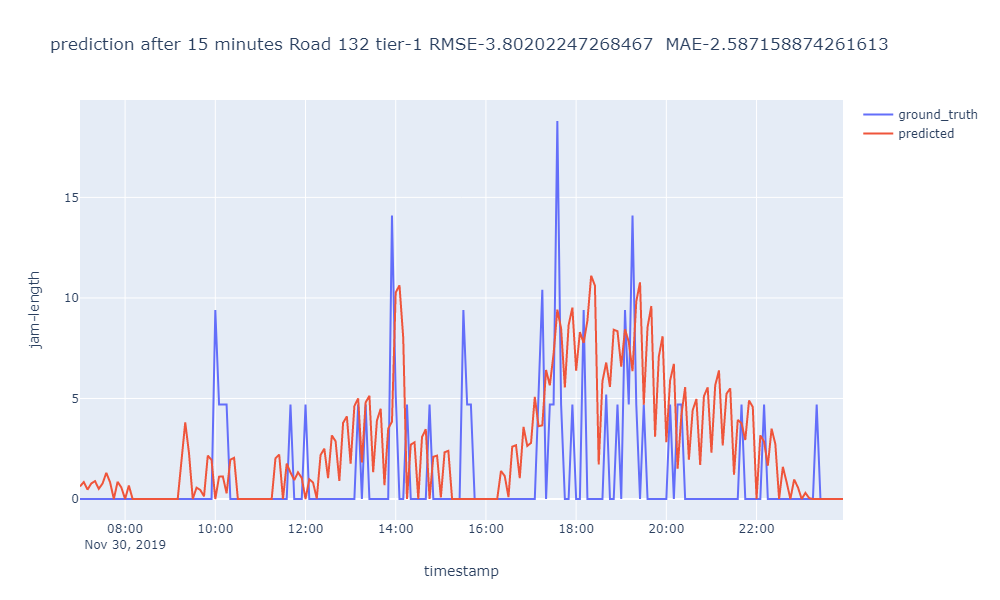 prediction after 15 minutes Road 132 tier-1 RMSE-3.80202247268467  MAE-2.587158874261613
ground_truth
predicted
jam-length
15
10
5
0
08:00 10:00 12:00 14:00 16:00 18:00 20:00 22:00
Nov 30, 2019
timestamp